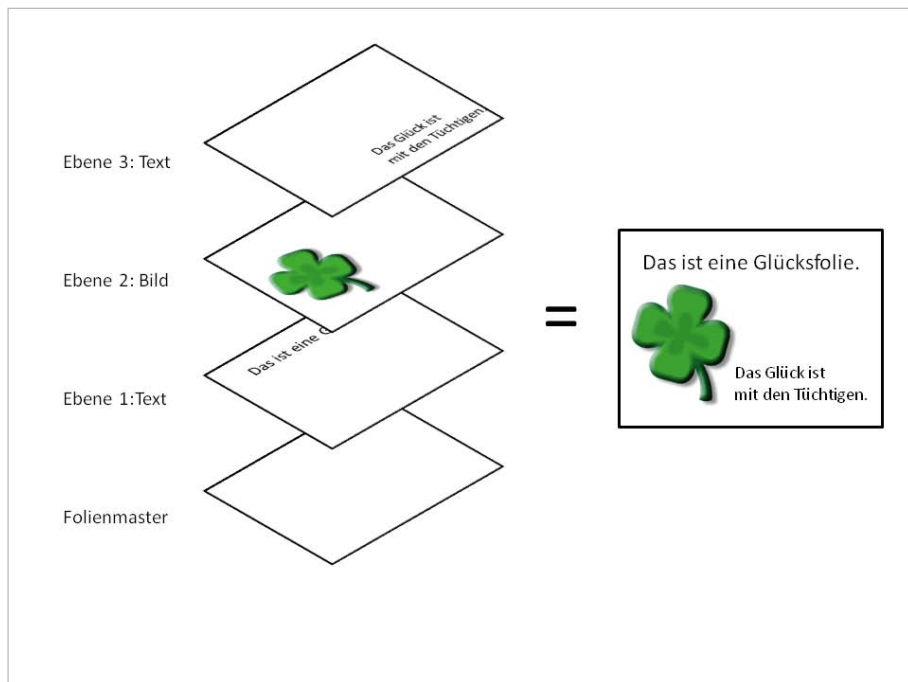 Das Glück ist
mit den Tüchtigen.
Ebene 3: Text
Ebene 2: Bild
Das ist eine G
Ebene 1:Text
Folienmaster
=
Das ist eine Glücksfolie.
Das Glück ist
mit den Tüchtigen.